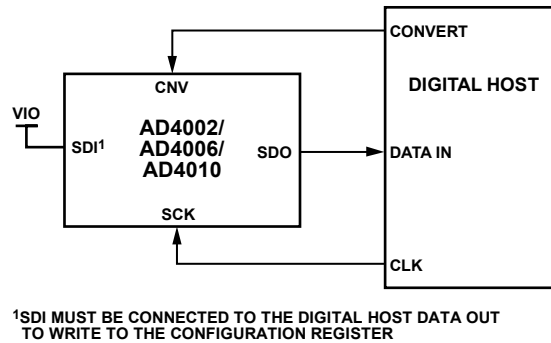 CONVERT
CNV
DIGITAL HOST
VIO
SDI¹
AD4002/
AD4006/
AD4010
SDO
DATA IN
SCK
CLK
¹SDI MUST BE CONNECTED TO THE DIGITAL HOST DATA OUT
TO WRITE TO THE CONFIGURATION REGISTER